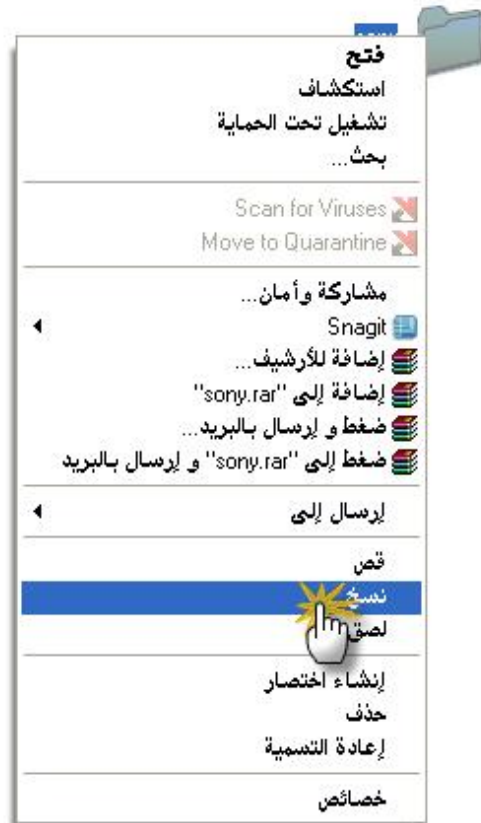 فتح
استكشاف
تشغيل تحت الحماية
بحث...
Scan for Viruses
Move to Quarantine
مشاركة وأمان...
Snagit
إضافة للأرشيف...
إضافة إلى "sony.rar"
ضغط و إرسال بالبريد...
ضغط إلى "sony.rar" و إرسال بالبريد
إرسال إلى
قص
نسخ
لصق
إنشاء اختصار
حذف
إعادة التسمية
خصائص